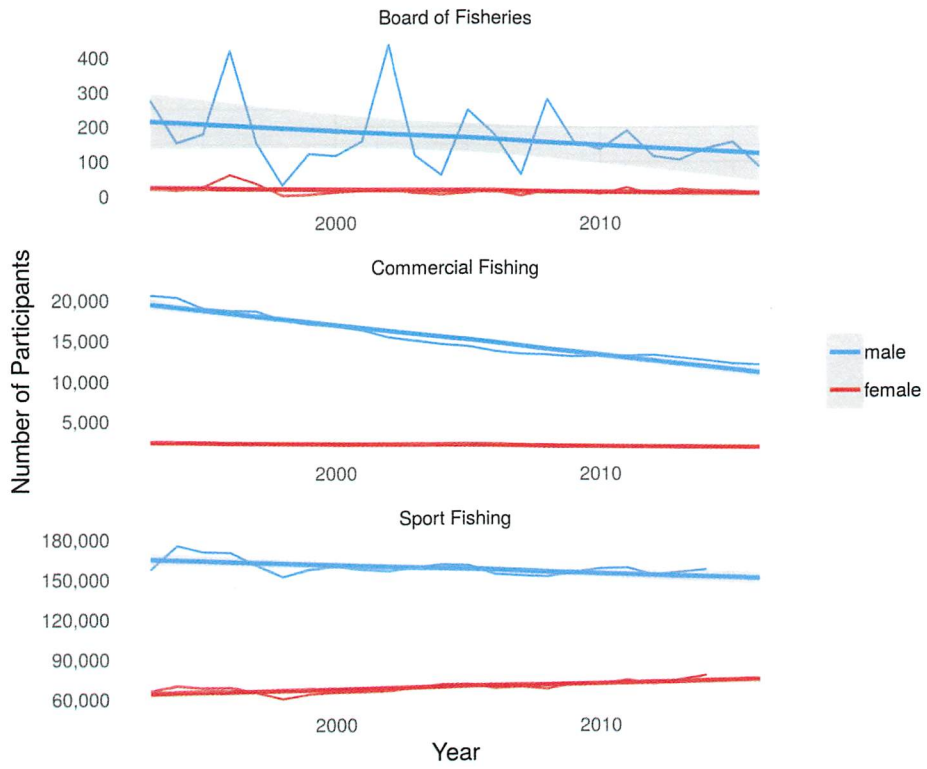 Board of Fisheries
400
300
200
100
0
2000 2010
Commercial Fishing
20,000
15,000
10,000
5,000
2000 2010
Sport Fishing
180,000
150,000
120,000
90,000
60,000
2000 2010
Year
Number of Participants
male
female